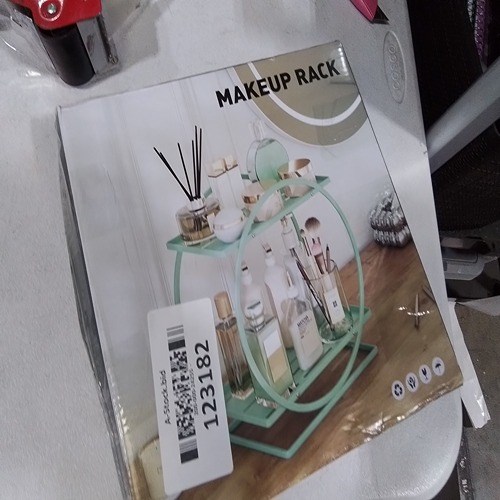 MAKEUP RACK
A-Stock.bid
123182